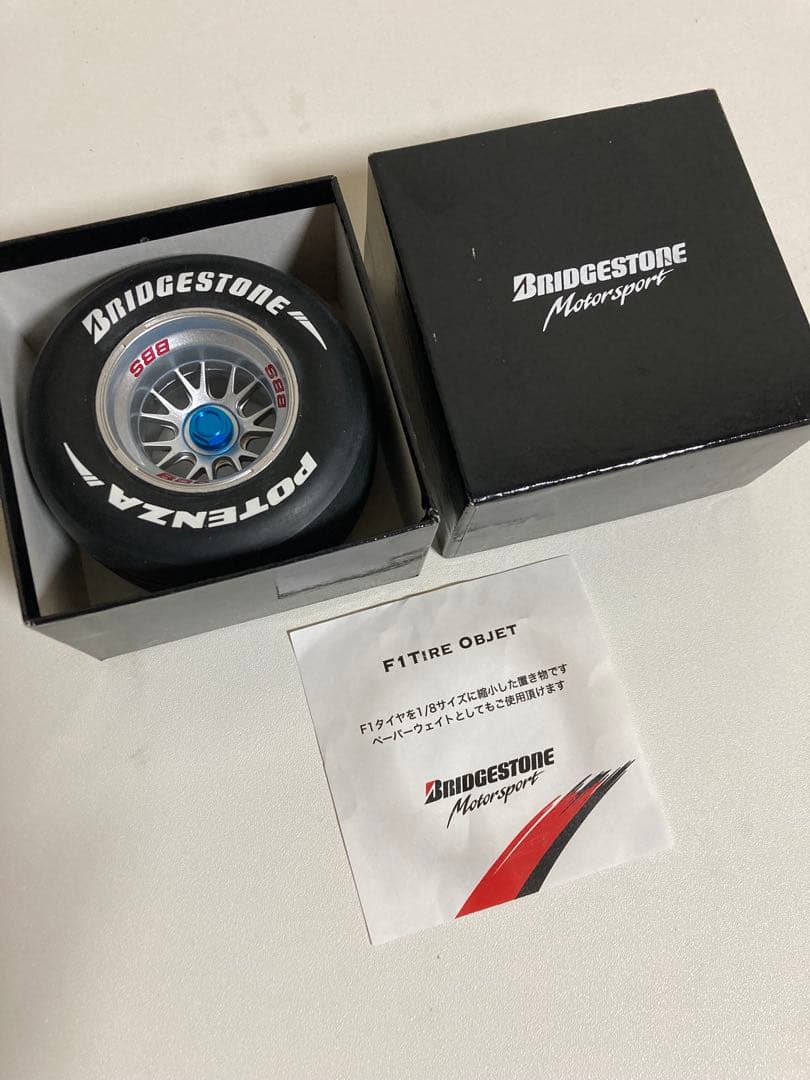 BRIDGESTONE
BBS
BBS
POTENZA
BRIDGESTONE
Motorsport
F1 TIRE OBJET
F1タイヤを1/8サイズに縮小した置き物です
ペーパーウェイトとしてもご使用頂けます
BRIDGESTONE
Motorsport